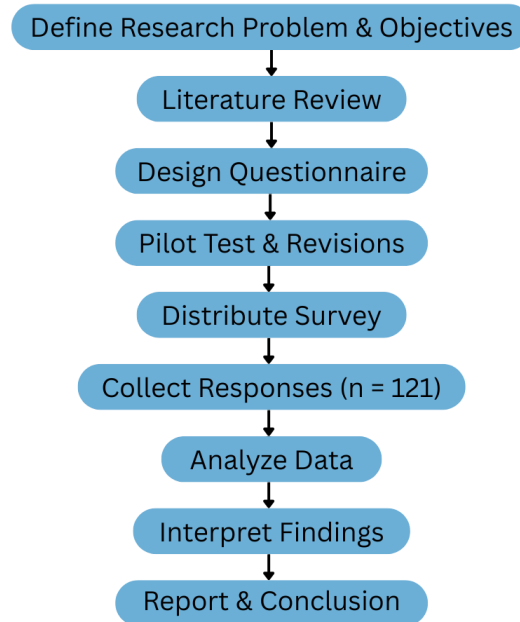 Define Research Problem & Objectives
Literature Review
Design Questionnaire
Pilot Test & Revisions
Distribute Survey
Collect Responses (n = 121)
Analyze Data
Interpret Findings
Report & Conclusion